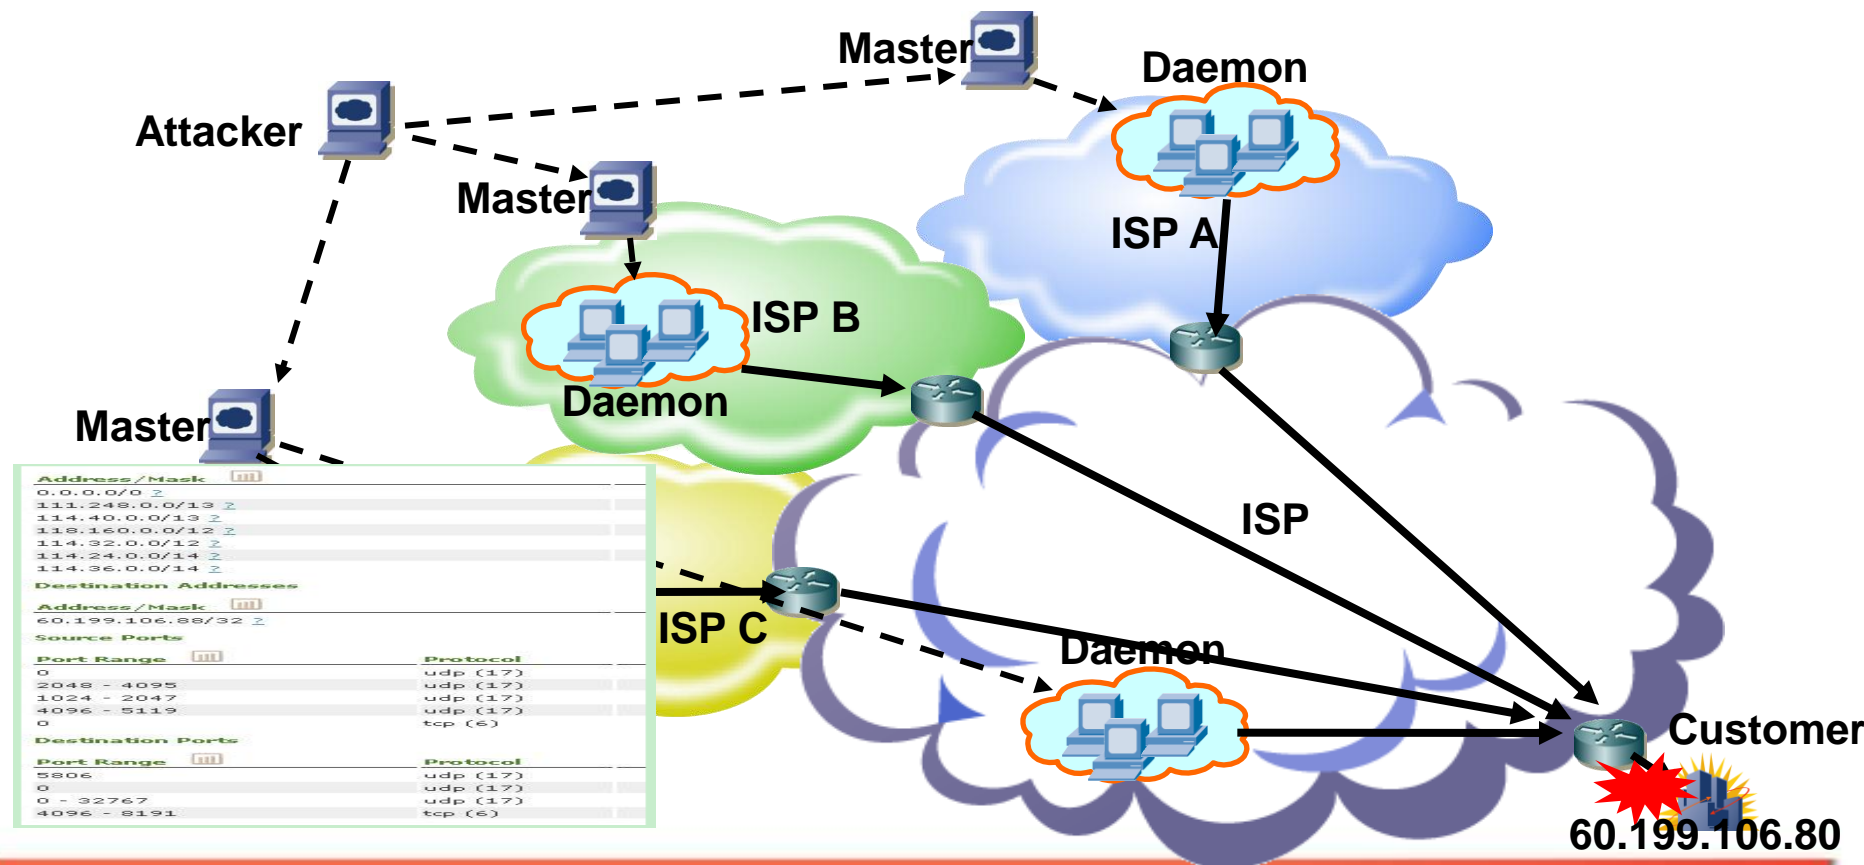 Master
Daemon
Attacker
Master
ISP A
ISP B
Daemon
Master
Address/Mask
0.0.0.0/0 ?
111.248.0.0/13 ?
114.40.0.0/13 ?
118.160.0.0/12 ?
114.32.0.0/12 ?
114.24.0.0/14 ?
114.36.0.0/14 ?
Destination Addresses
Address/Mask
60.199.106.88/32 ?
Source Ports
Port Range Protocol
0 udp (17)
2048 - 4095 udp (17)
1024 - 2047 udp (17)
4096 - 5119 udp (17)
0 tcp (6)
Destination Ports
Port Range Protocol
5806 udp (17)
0 udp (17)
0 - 32767 udp (17)
4096 - 8191 tcp (6)
ISP
ISP C
Daemon
Customer
60.199.106.80